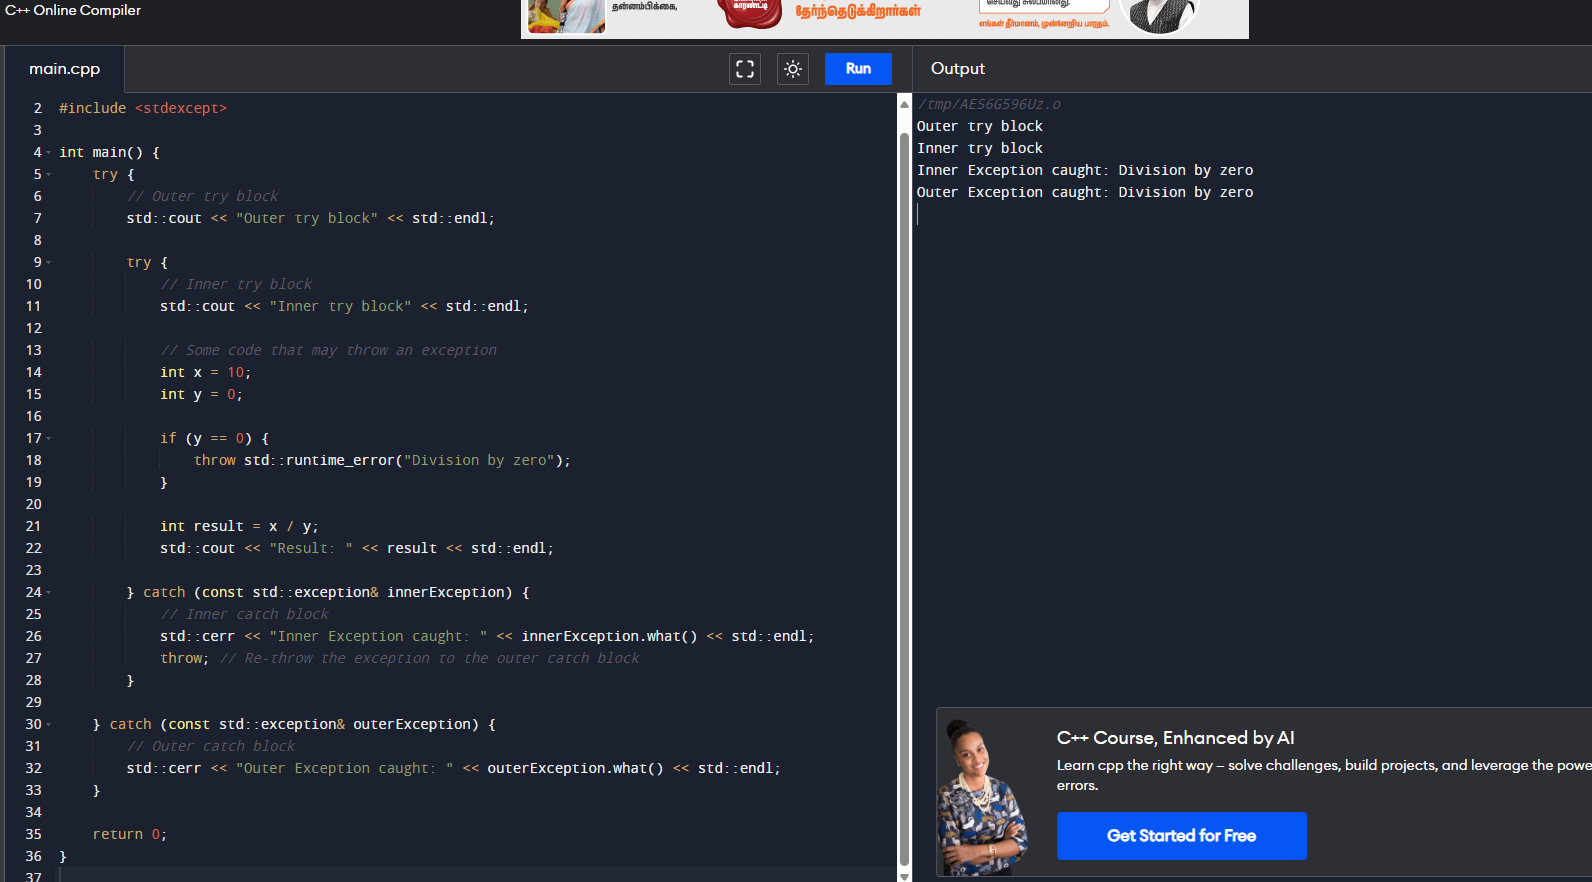 C++ Online Compiler
தன்னம்பிக்கை,
தேர்ந்தெடுக்கிறார்கள்
எங்கள் தீர்மானம், முன்னேறிய பாரதம்.
main.cpp
Run
Output
2 #include <stdexcept>
3
4 int main() {
5     try {
6         // Outer try block
7         std::cout << "Outer try block" << std::endl;
8
9         try {
10             // Inner try block
11             std::cout << "Inner try block" << std::endl;
12
13             // Some code that may throw an exception
14             int x = 10;
15             int y = 0;
16
17             if (y == 0) {
18                 throw std::runtime_error("Division by zero");
19             }
20
21             int result = x / y;
22             std::cout << "Result: " << result << std::endl;
23
24         } catch (const std::exception& innerException) {
25             // Inner catch block
26             std::cerr << "Inner Exception caught: " << innerException.what() << std::endl;
27             throw; // Re-throw the exception to the outer catch block
28         }
29
30     } catch (const std::exception& outerException) {
31         // Outer catch block
32         std::cerr << "Outer Exception caught: " << outerException.what() << std::endl;
33     }
34
35     return 0;
36 }
37
/tmp/AES6G596Uz.o
Outer try block
Inner try block
Inner Exception caught: Division by zero
Outer Exception caught: Division by zero
C++ Course, Enhanced by AI
Learn cpp the right way – solve challenges, build projects, and leverage the powe
errors.
Get Started for Free